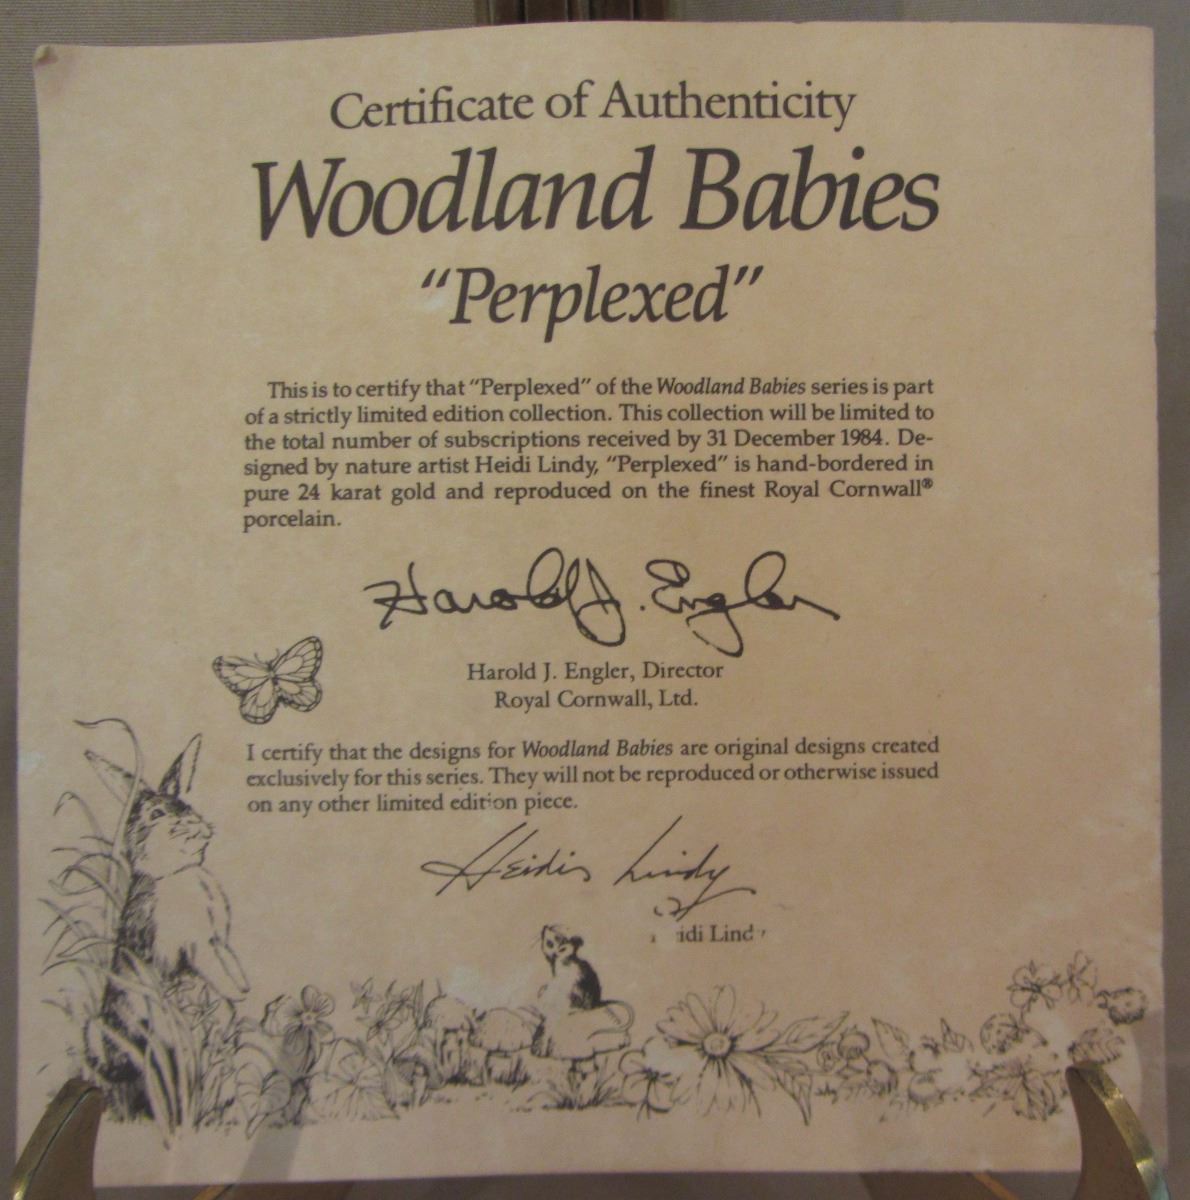 Certificate of Authenticity
Woodland Babies
“Perplexed”
This is to certify that “Perplexed” of the Woodland Babies series is part
of a strictly limited edition collection. This collection will be limited to
the total number of subscriptions received by 31 December 1984. De-
signed by nature artist Heidi Lindy, “Perplexed” is hand-bordered in
pure 24 karat gold and reproduced on the finest Royal Cornwall®
porcelain.
Harold J. Engler
Harold J. Engler, Director
Royal Cornwall, Ltd.
I certify that the designs for Woodland Babies are original designs created
exclusively for this series. They will not be reproduced or otherwise issued
on any other limited edition piece.
Heidi Lindy
idi Lind